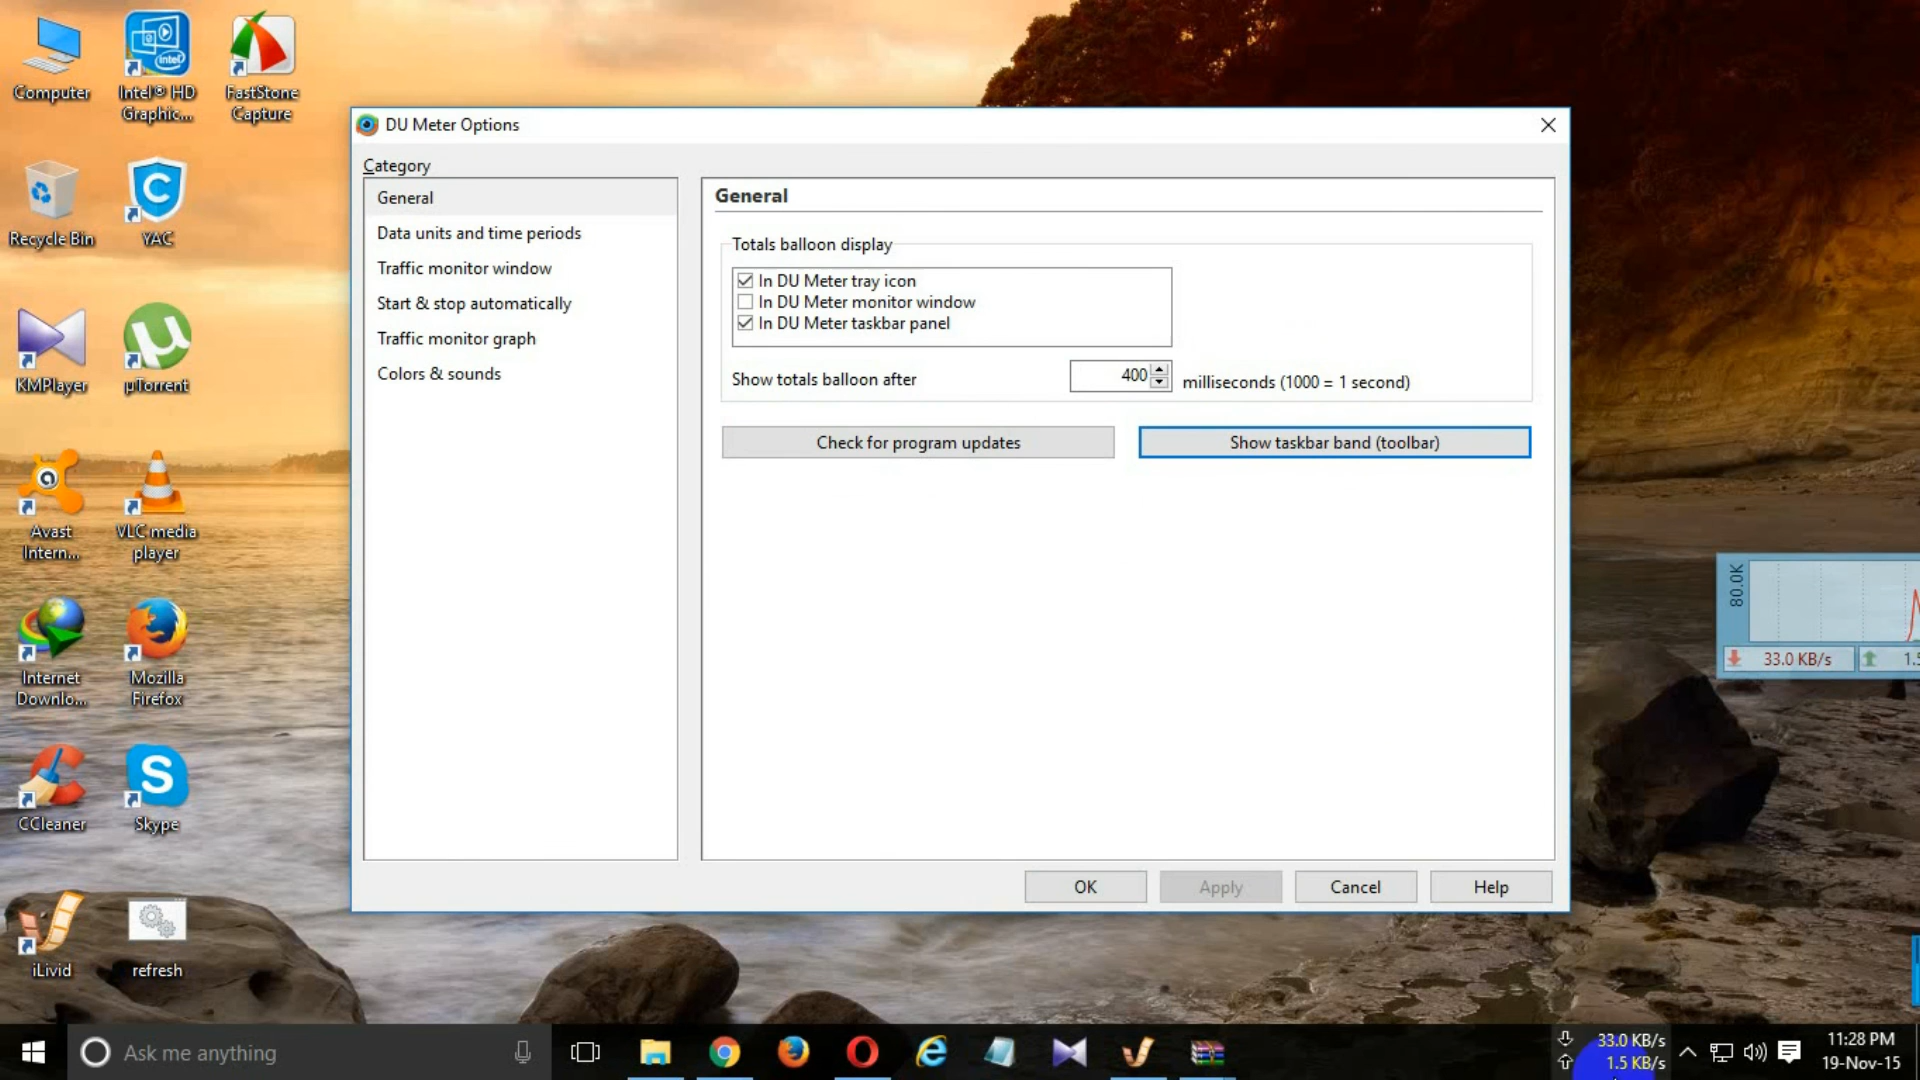 Computer
Intel® HD
Graphic...
FastStone
Capture
Recycle Bin
YAC
KMPlayer
µTorrent
Avast
Intern...
VLC media
player
Internet
Downlo...
Mozilla
Firefox
CCleaner
Skype
iLivid
refresh
DU Meter Options
Category
General
Data units and time periods
Traffic monitor window
Start & stop automatically
Traffic monitor graph
Colors & sounds
General
Totals balloon display
In DU Meter tray icon
In DU Meter monitor window
In DU Meter taskbar panel
Show totals balloon after
400
milliseconds (1000 = 1 second)
Check for program updates
Show taskbar band (toolbar)
OK
Apply
Cancel
Help
80.0K
33.0 KB/s
1.5
Ask me anything
33.0 KB/s
1.5 KB/s
11:28 PM
19-Nov-15